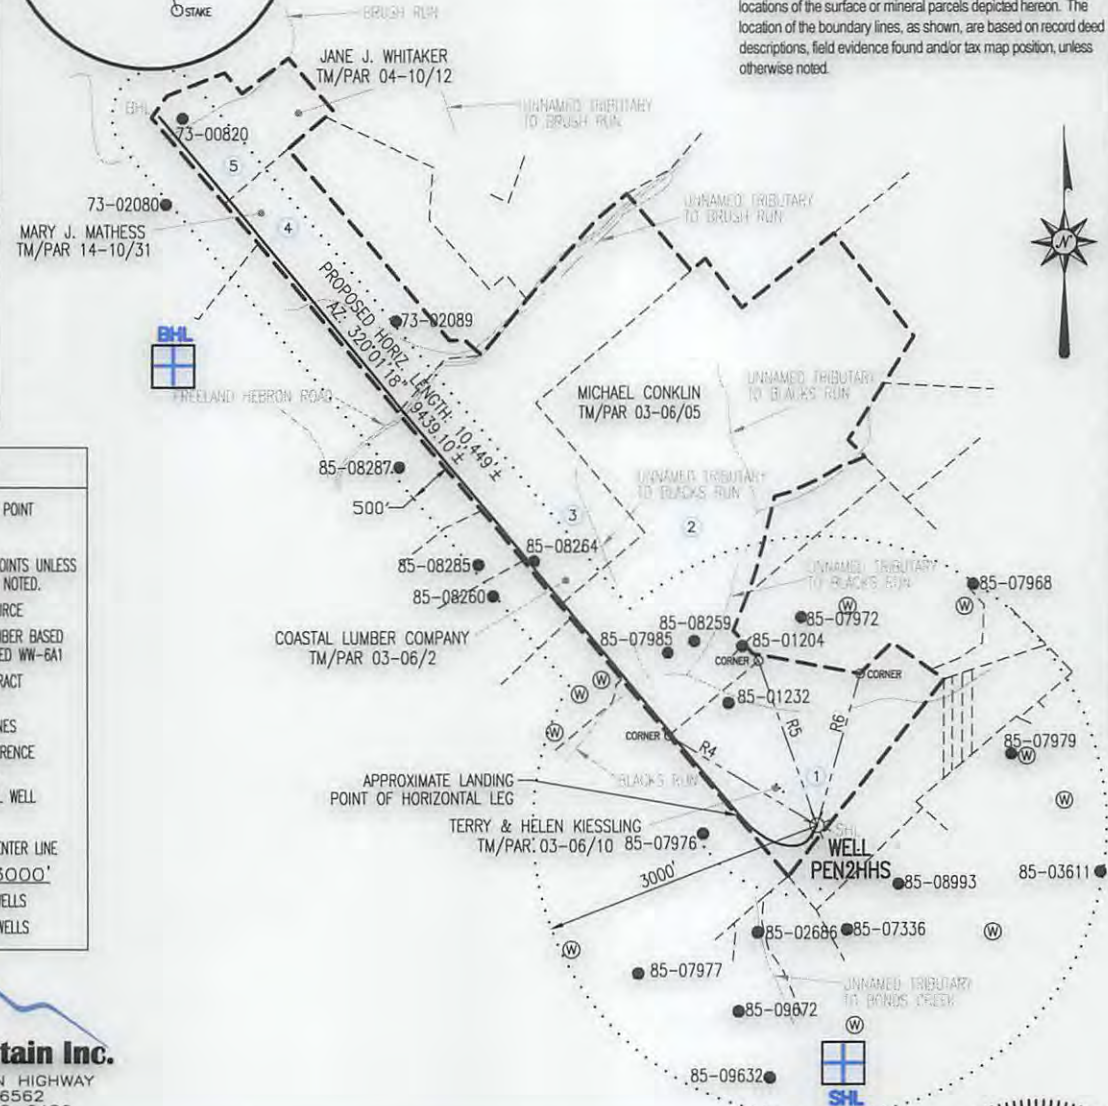 STAKE
BRUSH RUN
locations of the surface or mineral parcels depicted hereon. The
location of the boundary lines, as shown, are based on record deed
descriptions, field evidence found and/or tax map position, unless
otherwise noted.
JANE J. WHITAKER
TM/PAR 04-10/12
UNNAMED TRIBUTARY
TO BRUSH RUN
BHL
73-00820
5
73-02080
MARY J. MATHESS
TM/PAR 14-10/31
4
UNNAMED TRIBUTARY
TO BRUSH RUN
N
PROPOSED HORIZ. LENGTH: 10,449'±
AZ: 320°01'18" 9439.10'±
73-02089
BHL
FREELAND HEBRON ROAD
MICHAEL CONKLIN
TM/PAR 03-06/05
UNNAMED TRIBUTARY
TO BLACKS RUN
85-08287
500'
UNNAMED TRIBUTARY
TO BLACKS RUN
3
2
POINT
OINTS UNLESS
NOTED.
URCE
MBER BASED
ED WW-6A1
RACT
NES
ERENCE
L WELL
ENTER LINE
3000'
ELLS
WELLS
85-08264
85-08285
85-08260
UNNAMED TRIBUTARY
TO BLACKS RUN
85-07968
W
W
85-07972
COASTAL LUMBER COMPANY
TM/PAR 03-06/2
85-08259
85-07985
85-01204
CORNER
CORNER
85-01232
W
W
W
CORNER
R4
R5
R6
85-07979
W
W
APPROXIMATE LANDING
POINT OF HORIZONTAL LEG
BLACKS RUN
1
TERRY & HELEN KIESSLING
TM/PAR 03-06/10
85-07976
SHL
WELL
PEN2HHS
3000'
85-08993
85-03611
W
85-02686
85-07336
W
85-07977
UNNAMED TRIBUTARY
TO BONDS CREEK
85-09672
W
85-09632
SHL
tain Inc.
N HIGHWAY
6562